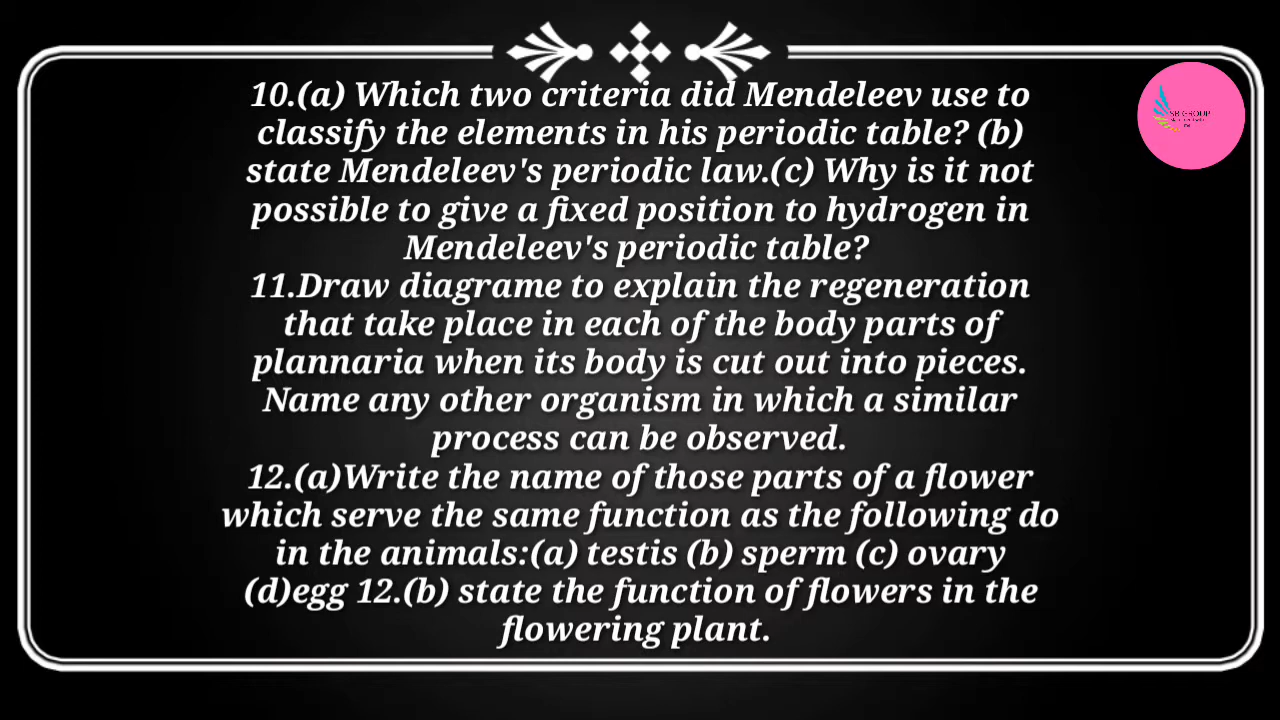 10.(a) Which two criteria did Mendeleev use to
classify the elements in his periodic table? (b)
state Mendeleev's periodic law.(c) Why is it not
possible to give a fixed position to hydrogen in
Mendeleev's periodic table?
11.Draw diagrame to explain the regeneration
that take place in each of the body parts of
plannaria when its body is cut out into pieces.
Name any other organism in which a similar
process can be observed.
12.(a)Write the name of those parts of a flower
which serve the same function as the following do
in the animals:(a) testis (b) sperm (c) ovary
(d)egg 12.(b) state the function of flowers in the
flowering plant.
SB GROUP